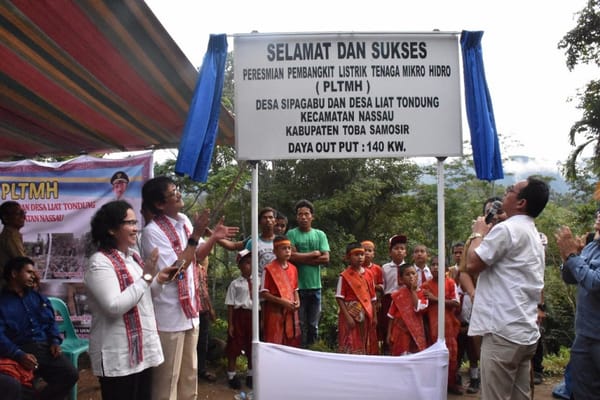 SELAMAT DAN SUKSES
PERESMIAN PEMBANGKIT LISTRIK TENAGA MIKRO HIDRO
( PLTMH )
DESA SIPAGABU DAN DESA LIAT TONDUNG
KECAMATAN NASSAU
KABUPATEN TOBA SAMOSIR
DAYA OUT PUT : 140 KW.
PLTMH
DAN DESA LIAT TONDUNG